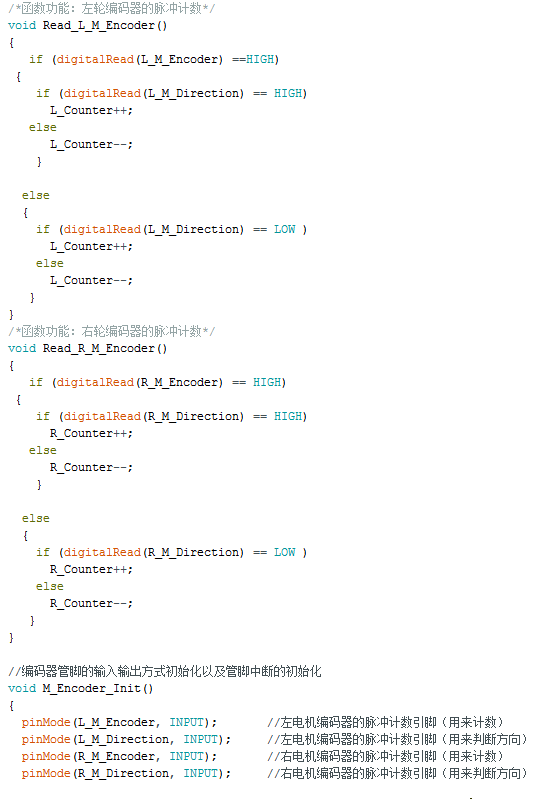 /*函数功能：左轮编码器的脉冲计数*/
void Read_L_M_Encoder()
{
if (digitalRead(L_M_Encoder) ==HIGH)
{
if (digitalRead(L_M_Direction) == HIGH)
L_Counter++;
else
L_Counter--;
}
else
{
if (digitalRead(L_M_Direction) == LOW )
L_Counter++;
else
L_Counter--;
}
}
/*函数功能：右轮编码器的脉冲计数*/
void Read_R_M_Encoder()
{
if (digitalRead(R_M_Encoder) == HIGH)
{
if (digitalRead(R_M_Direction) == HIGH)
R_Counter++;
else
R_Counter--;
}
else
{
if (digitalRead(R_M_Direction) == LOW )
R_Counter++;
else
R_Counter--;
}
}
//编码器管脚的输入输出方式初始化以及管脚中断的初始化
void M_Encoder_Init()
{
pinMode(L_M_Encoder, INPUT); //左电机编码器的脉冲计数引脚（用来计数）
pinMode(L_M_Direction, INPUT); //左电机编码器的脉冲计数引脚（用来判断方向）
pinMode(R_M_Encoder, INPUT); //右电机编码器的脉冲计数引脚（用来计数）
pinMode(R_M_Direction, INPUT); //右电机编码器的脉冲计数引脚（用来判断方向）